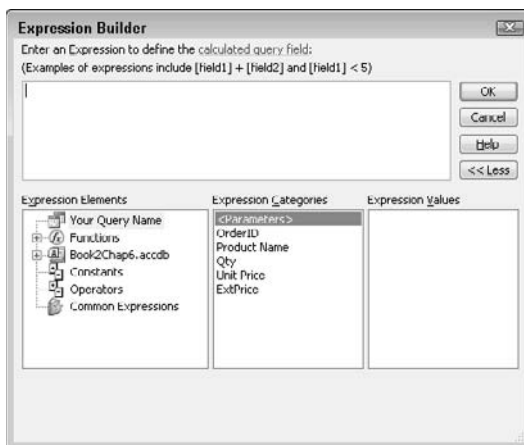 Expression Builder
Enter an Expression to define the calculated query field:
(Examples of expressions include [field1] + [field2] and [field1] < 5)
OK
Cancel
Help
<< Less
Expression Elements
Expression Categories
Expression Values
Your Query Name
Functions
Book2Chap6.accdb
Constants
Operators
Common Expressions
<Parameters>
OrderID
Product Name
Qty
Unit Price
ExtPrice